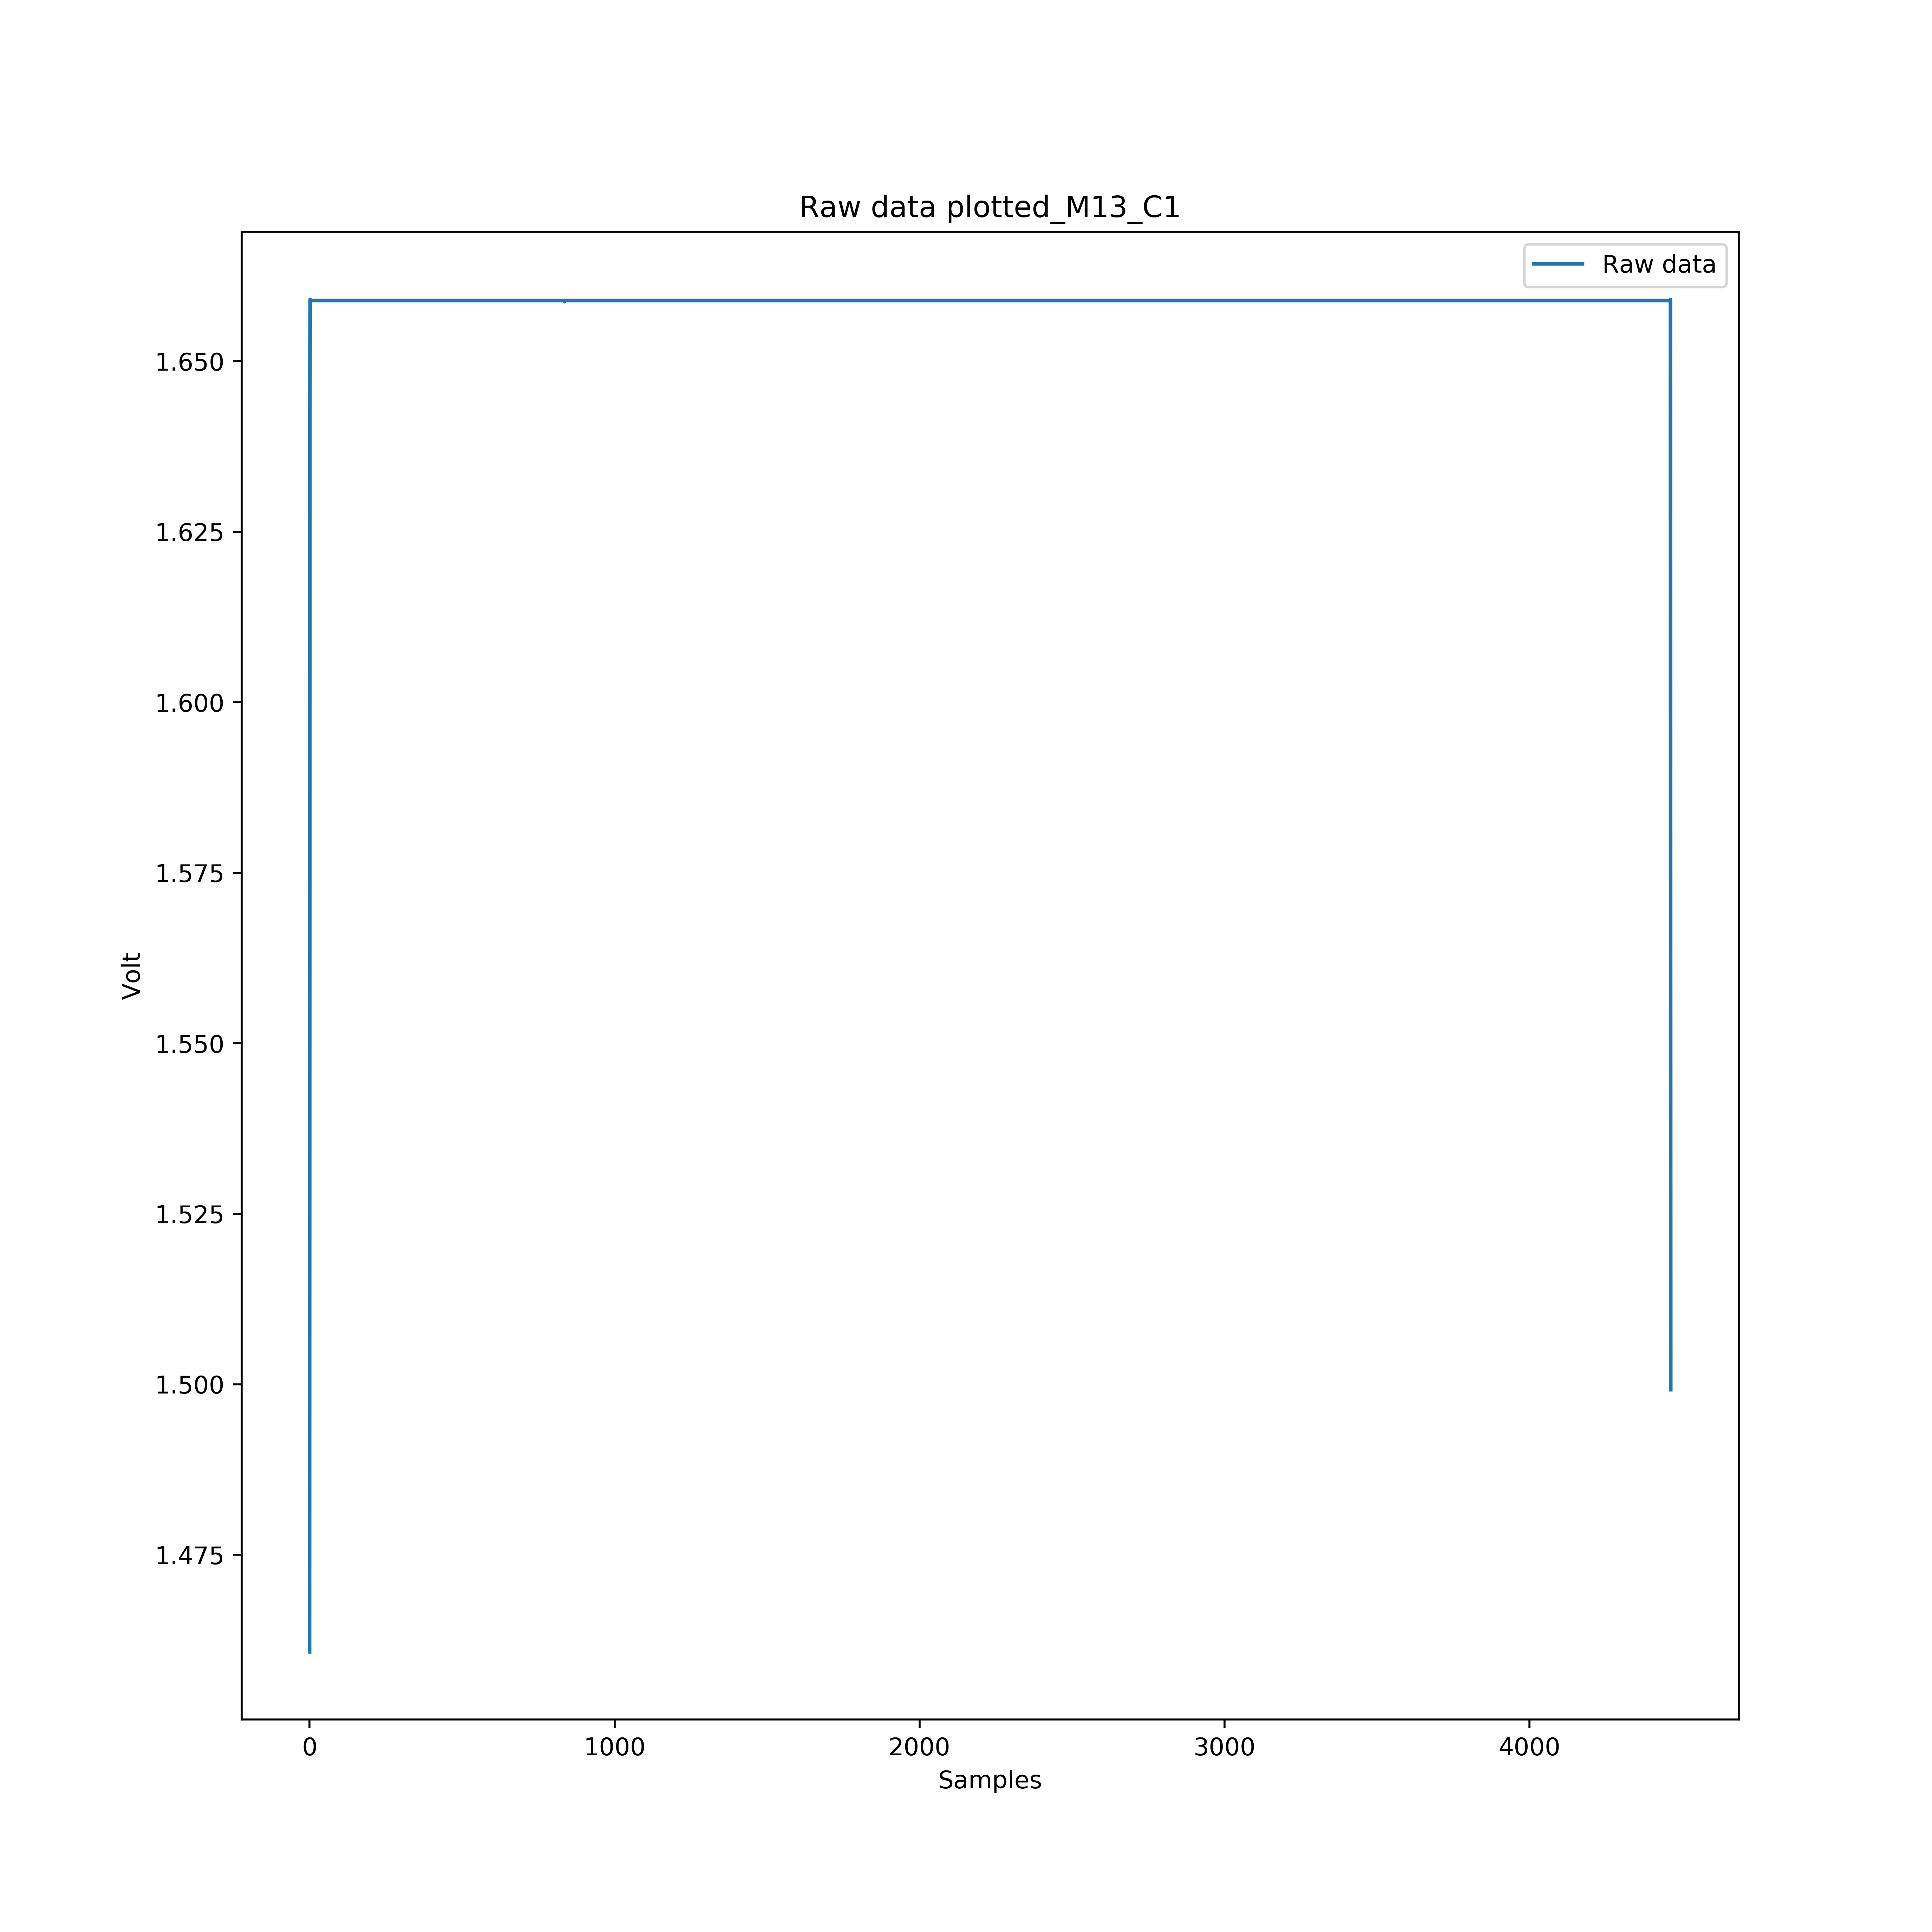 Raw data plotted_M13_C1
Raw data
1.650
1.625
1.600
1.575
1.550
1.525
1.500
1.475
Volt
0 1000 2000 3000 4000
Samples